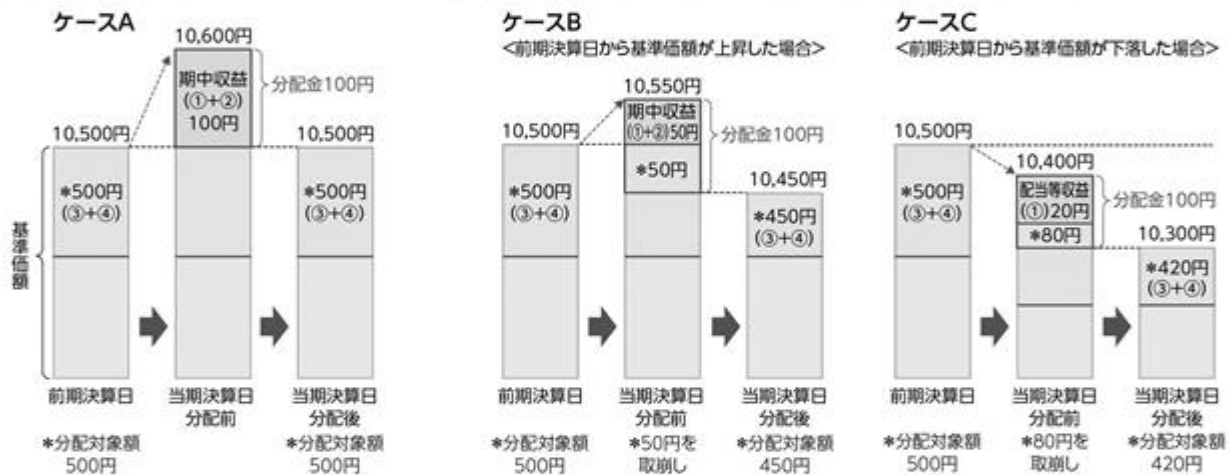 ケースA
10,600円
期中収益
(①+②)
100円
分配金100円
10,500円
10,500円
*500円
(③+④)
*500円
(③+④)
基準価額
前期決算日
当期決算日
分配前
当期決算日
分配後
*分配対象額
500円
*分配対象額
500円
ケースB
<前期決算日から基準価額が上昇した場合>
10,550円
期中収益
(①+②)50円
分配金100円
10,500円
*50円
10,450円
*500円
(③+④)
*450円
(③+④)
前期決算日
当期決算日
分配前
当期決算日
分配後
*分配対象額
500円
*50円を
取崩し
*分配対象額
450円
ケースC
<前期決算日から基準価額が下落した場合>
10,500円
10,400円
配当等収益
(①)20円
分配金100円
*80円
10,300円
*500円
(③+④)
*420円
(③+④)
前期決算日
当期決算日
分配前
当期決算日
分配後
*分配対象額
500円
*80円を
取崩し
*分配対象額
420円